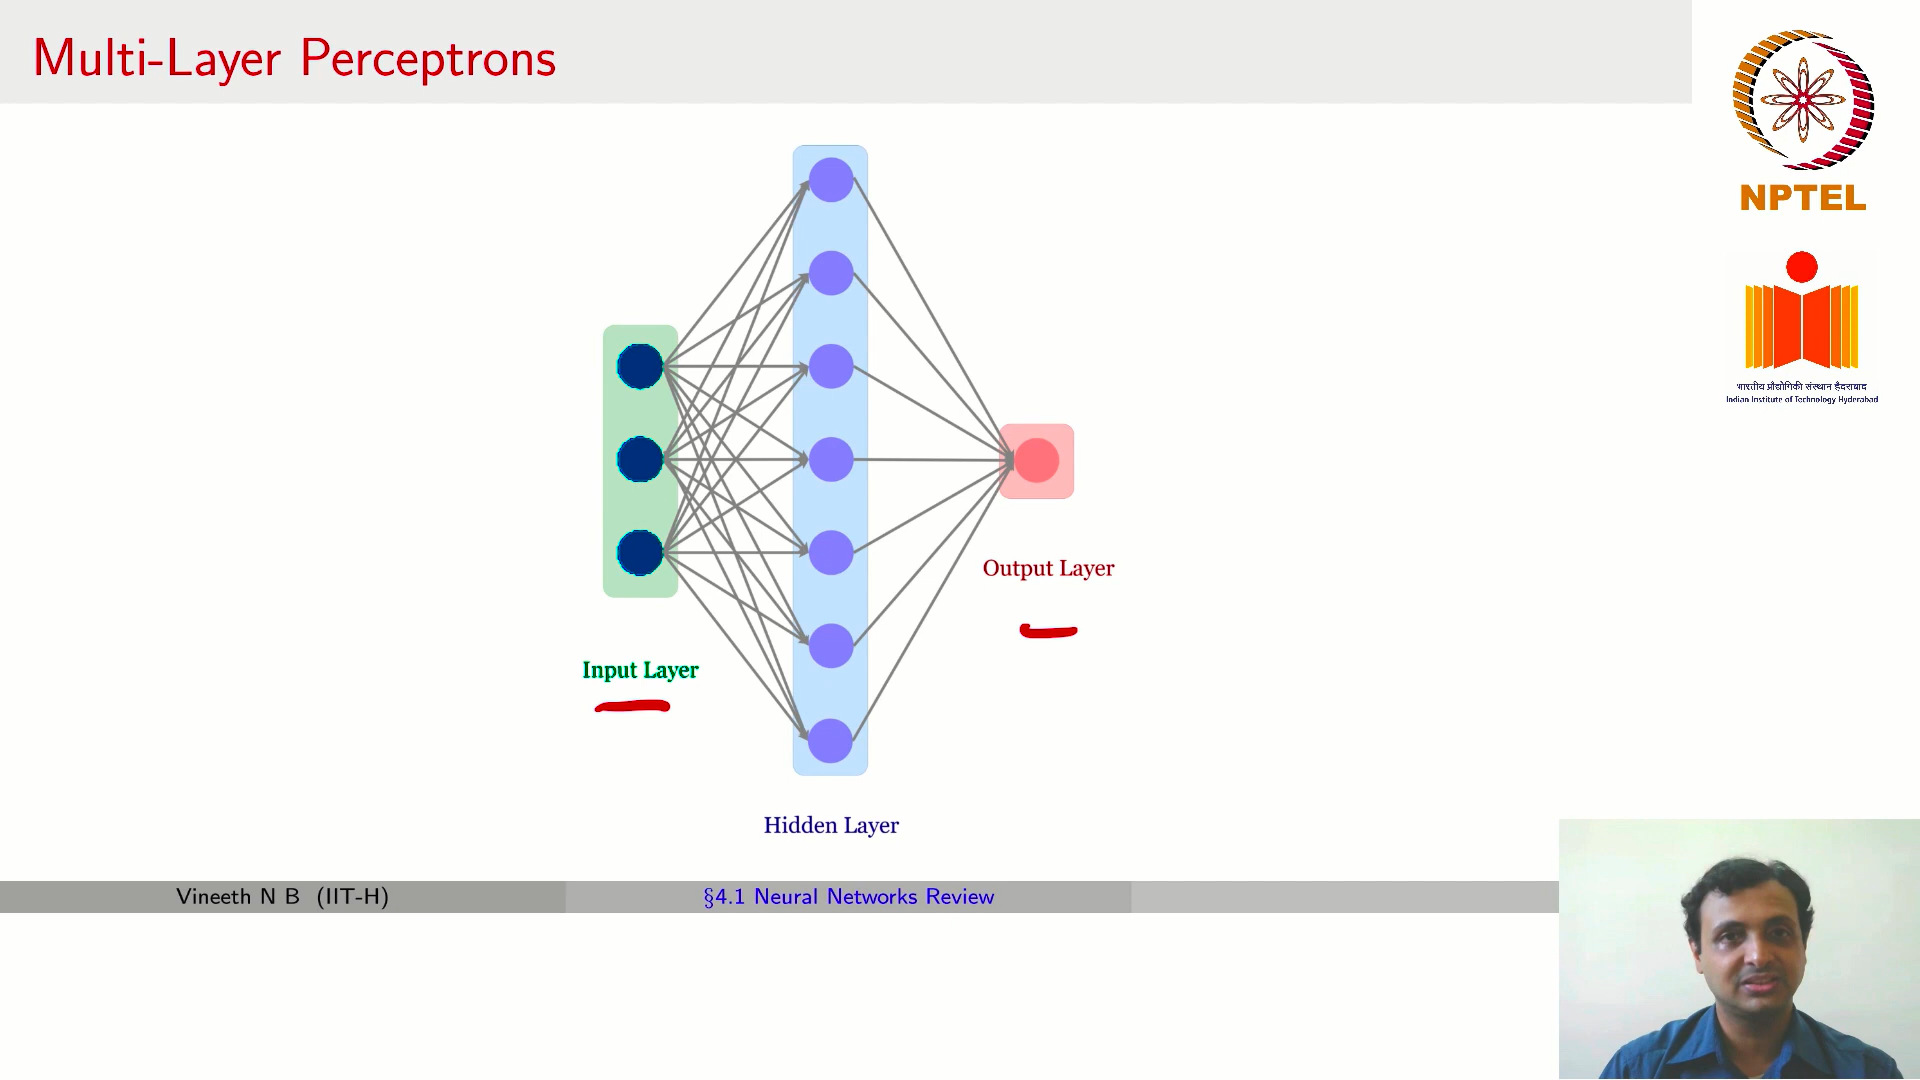 Multi-Layer Perceptrons
NPTEL
भारतीय प्रौद्योगिकी संस्थान हैदराबाद
Indian Institute of Technology Hyderabad
Output Layer
Input Layer
Hidden Layer
Vineeth N B (IIT-H)
§4.1 Neural Networks Review